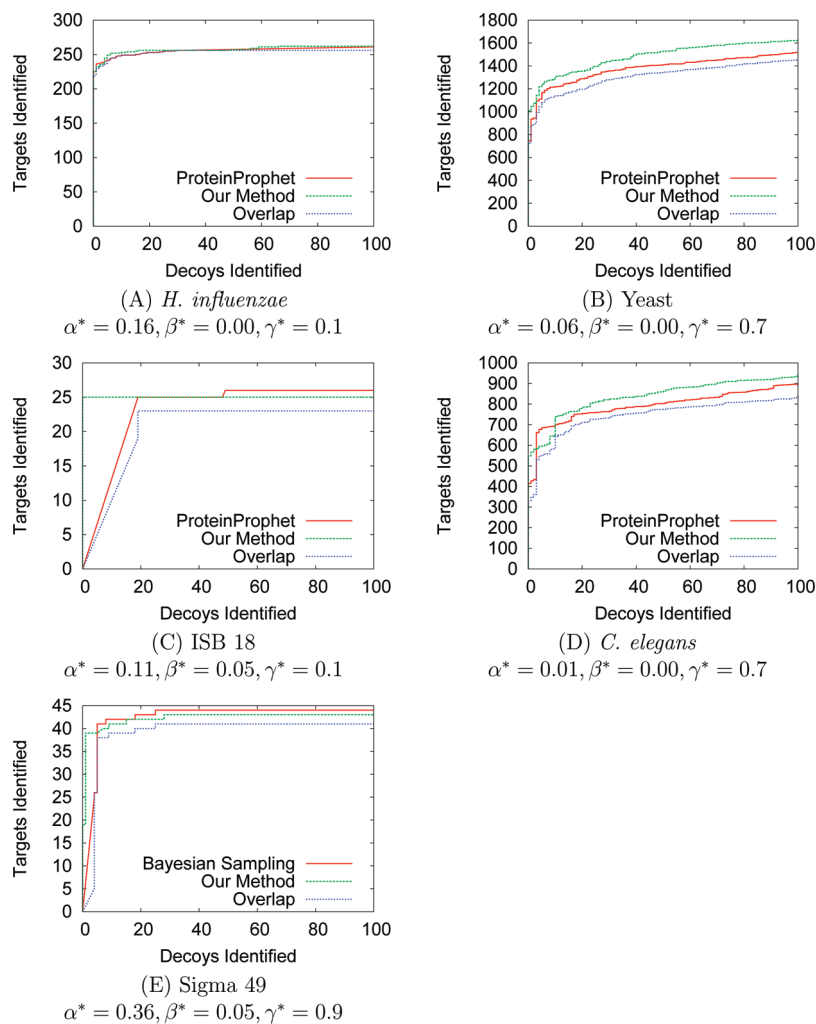 300
250
200
150
100
50
0
Targets Identified
ProteinProphet
Our Method
Overlap
0 20 40 60 80 100
Decoys Identified
(A) H. influenzae
α* = 0.16, β* = 0.00, γ* = 0.1
1800
1600
1400
1200
1000
800
600
400
200
0
Targets Identified
ProteinProphet
Our Method
Overlap
0 20 40 60 80 100
Decoys Identified
(B) Yeast
α* = 0.06, β* = 0.00, γ* = 0.7
30
25
20
15
10
5
0
Targets Identified
ProteinProphet
Our Method
Overlap
0 20 40 60 80 100
Decoys Identified
(C) ISB 18
α* = 0.11, β* = 0.05, γ* = 0.1
1000
900
800
700
600
500
400
300
200
100
0
Targets Identified
ProteinProphet
Our Method
Overlap
0 20 40 60 80 100
Decoys Identified
(D) C. elegans
α* = 0.01, β* = 0.00, γ* = 0.7
45
40
35
30
25
20
15
10
5
0
Targets Identified
Bayesian Sampling
Our Method
Overlap
0 20 40 60 80 100
Decoys Identified
(E) Sigma 49
α* = 0.36, β* = 0.05, γ* = 0.9